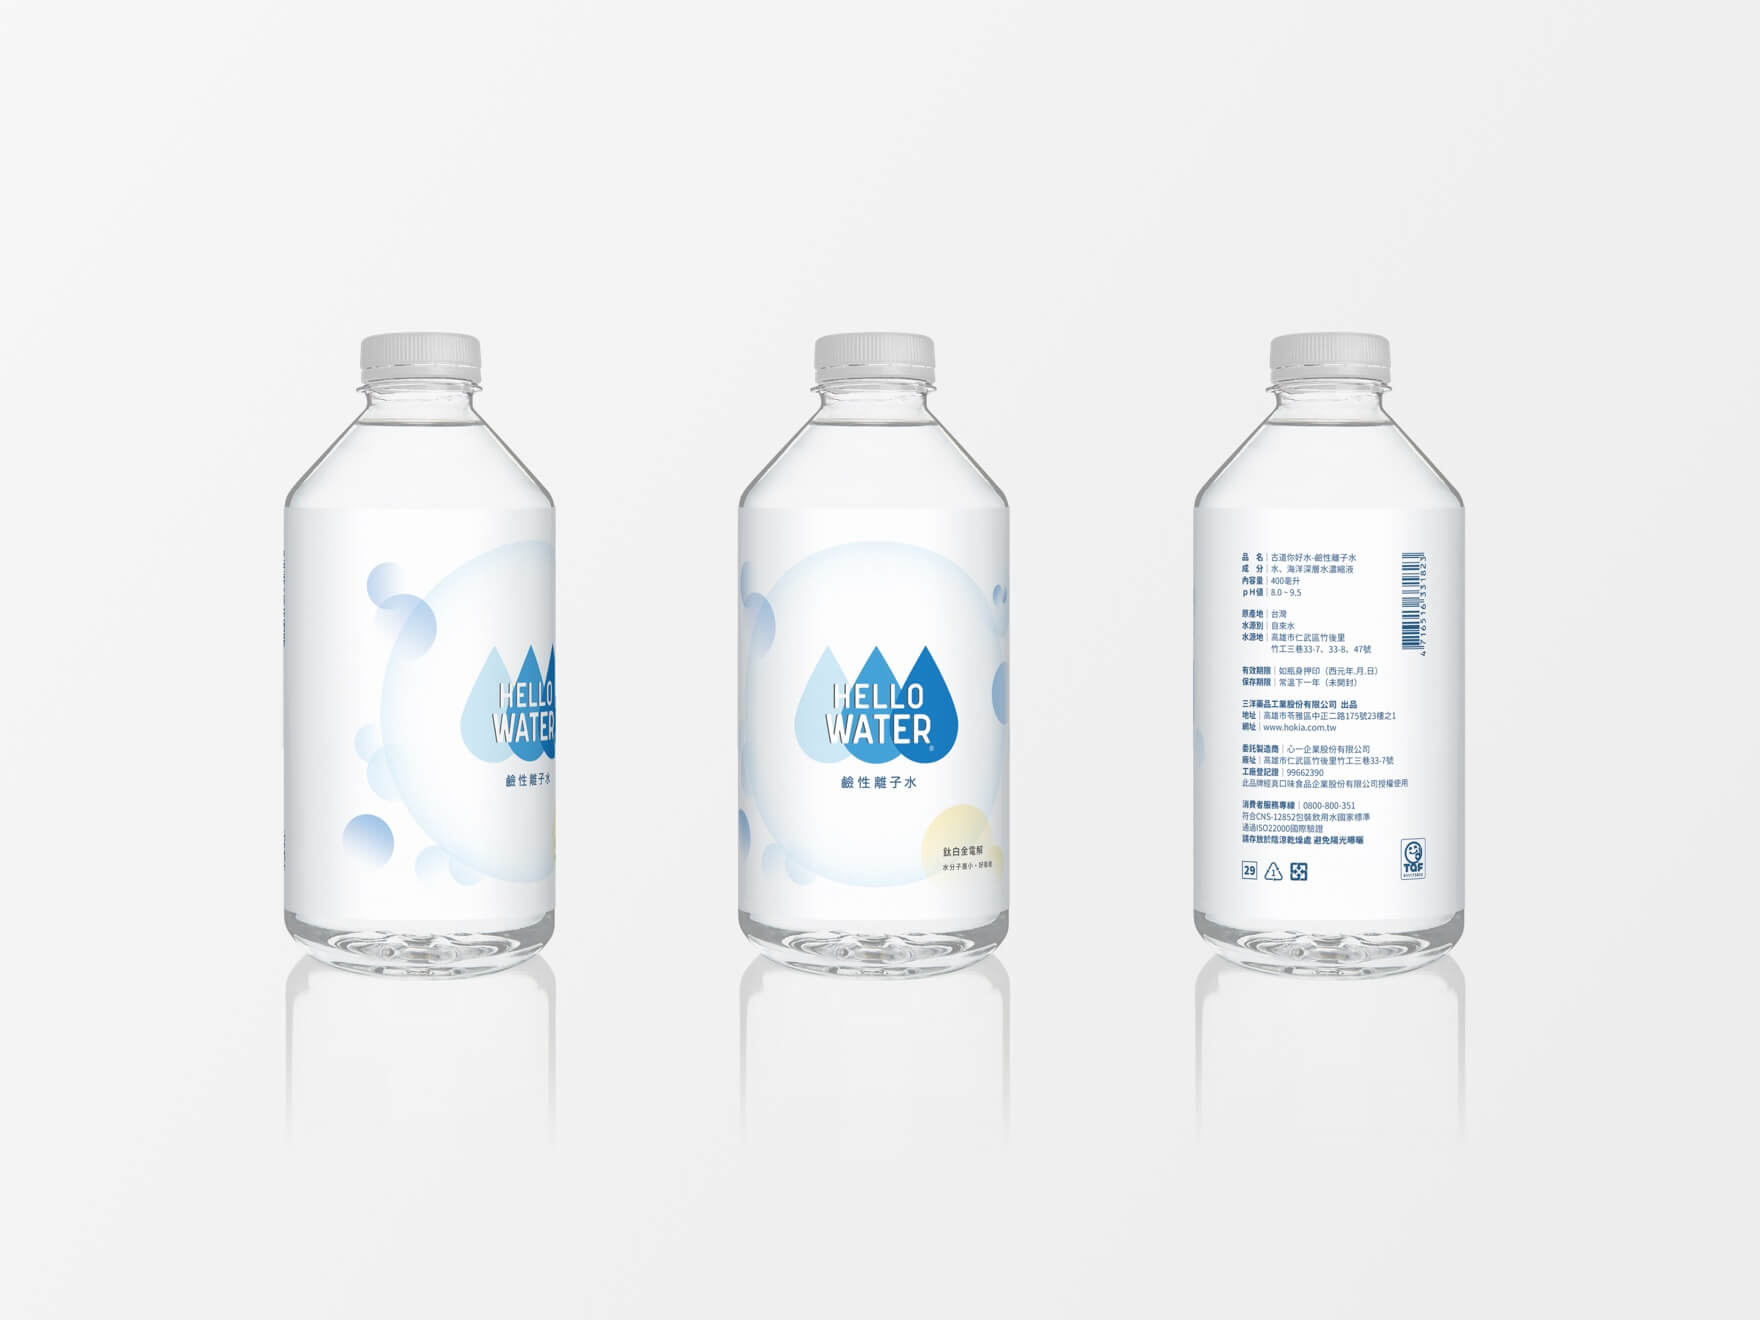 HELLO
WATER
鹼性離子水
HELLO
WATER
®
鹼性離子水
鈦白金電解
水分子團小・好吸收
品 名｜古道你好水-鹼性離子水
成 分｜水、海洋深層水濃縮液
內容量｜400毫升
pH值｜8.0 ~ 9.5
原產地｜台灣
水源別｜自來水
水源地｜高雄市仁武區竹後里
竹工三巷33-7、33-8、47號
有效期限｜如瓶身押印（西元年.月.日）
保存期限｜常溫下一年（未開封）
三洋藥品工業股份有限公司 出品
地址｜高雄市苓雅區中正二路175號23樓之1
網址｜www.hokia.com.tw
委託製造商｜心一企業股份有限公司
廠址｜高雄市仁武區竹後里竹工三巷33-7號
工廠登記證｜99662390
此品牌經真口味食品企業股份有限公司授權使用
消費者服務專線｜0800-800-351
符合CNS-12852包裝飲用水國家標準
通過ISO22000國際驗證
請存放於陰涼乾燥處 避免陽光曝曬
29
1
4 716516 331823
TQF